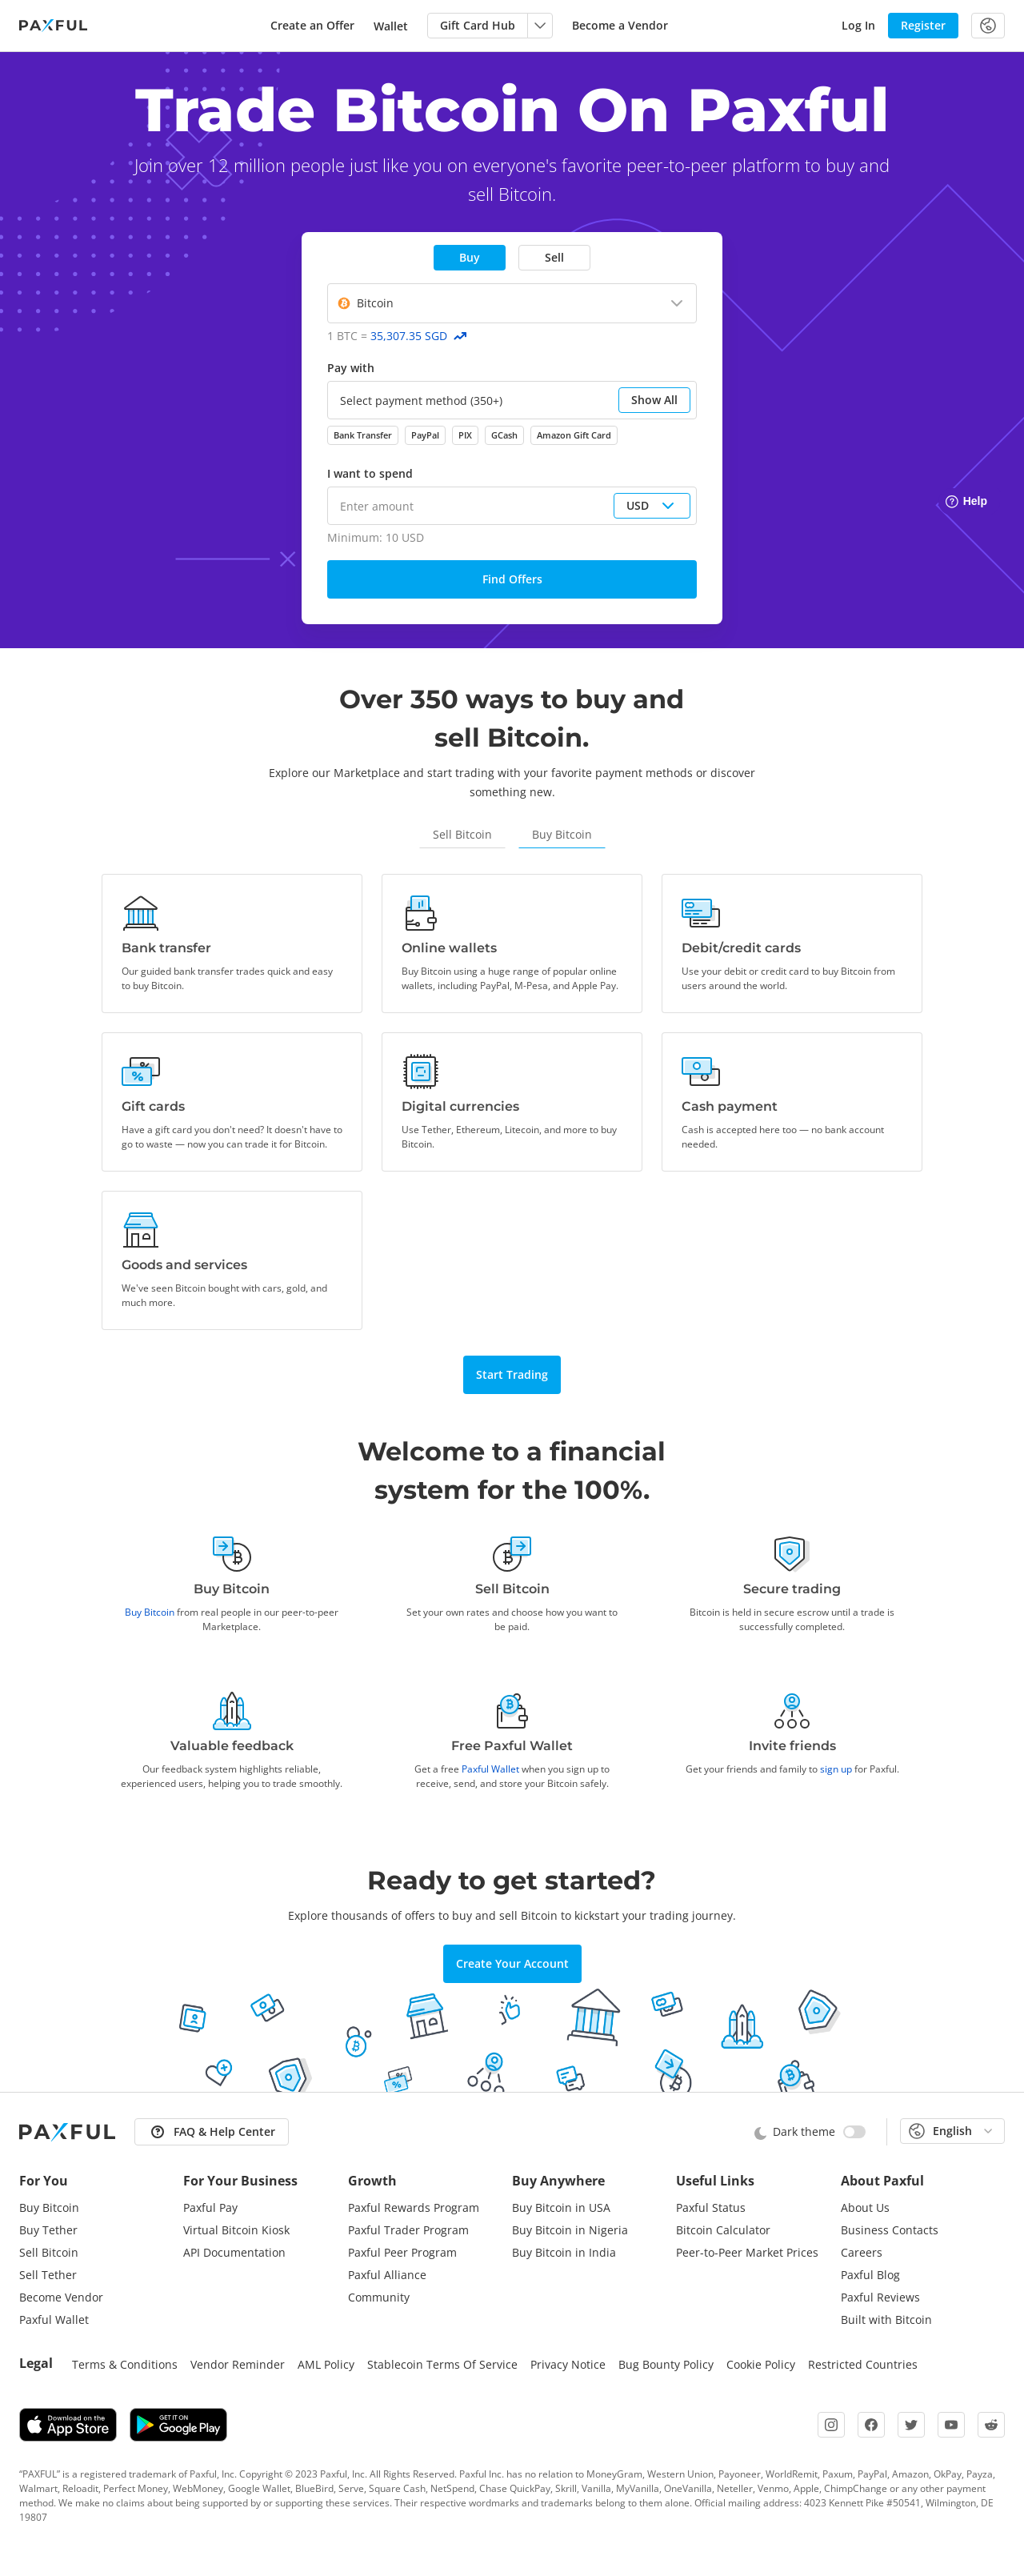 PAXFUL
Create an Offer
Wallet
Gift Card Hub
Become a Vendor
Log In
Register
Trade Bitcoin On Paxful
Join over 12 million people just like you on everyone's favorite peer-to-peer platform to buy and
sell Bitcoin.
Buy
Sell
Bitcoin
1 BTC = 35,307.35 SGD
Pay with
Select payment method (350+)
Show All
Bank Transfer
PayPal
PIX
GCash
Amazon Gift Card
I want to spend
Enter amount
USD
Minimum: 10 USD
Find Offers
Help
Over 350 ways to buy and
sell Bitcoin.
Explore our Marketplace and start trading with your favorite payment methods or discover
something new.
Sell Bitcoin
Buy Bitcoin
Bank transfer
Our guided bank transfer trades quick and easy
to buy Bitcoin.
Online wallets
Buy Bitcoin using a huge range of popular online
wallets, including PayPal, M-Pesa, and Apple Pay.
Debit/credit cards
Use your debit or credit card to buy Bitcoin from
users around the world.
Gift cards
Have a gift card you don't need? It doesn't have to
go to waste — now you can trade it for Bitcoin.
Digital currencies
Use Tether, Ethereum, Litecoin, and more to buy
Bitcoin.
Cash payment
Cash is accepted here too — no bank account
needed.
Goods and services
We've seen Bitcoin bought with cars, gold, and
much more.
Start Trading
Welcome to a financial
system for the 100%.
Buy Bitcoin
Buy Bitcoin from real people in our peer-to-peer
Marketplace.
Sell Bitcoin
Set your own rates and choose how you want to
be paid.
Secure trading
Bitcoin is held in secure escrow until a trade is
successfully completed.
Valuable feedback
Our feedback system highlights reliable,
experienced users, helping you to trade smoothly.
Free Paxful Wallet
Get a free Paxful Wallet when you sign up to
receive, send, and store your Bitcoin safely.
Invite friends
Get your friends and family to sign up for Paxful.
Ready to get started?
Explore thousands of offers to buy and sell Bitcoin to kickstart your trading journey.
Create Your Account
PAXFUL
FAQ & Help Center
Dark theme
English
For You
Buy Bitcoin
Buy Tether
Sell Bitcoin
Sell Tether
Become Vendor
Paxful Wallet
For Your Business
Paxful Pay
Virtual Bitcoin Kiosk
API Documentation
Growth
Paxful Rewards Program
Paxful Trader Program
Paxful Peer Program
Paxful Alliance
Community
Buy Anywhere
Buy Bitcoin in USA
Buy Bitcoin in Nigeria
Buy Bitcoin in India
Useful Links
Paxful Status
Bitcoin Calculator
Peer-to-Peer Market Prices
About Paxful
About Us
Business Contacts
Careers
Paxful Blog
Paxful Reviews
Built with Bitcoin
Legal
Terms & Conditions
Vendor Reminder
AML Policy
Stablecoin Terms Of Service
Privacy Notice
Bug Bounty Policy
Cookie Policy
Restricted Countries
Download on the
App Store
GET IT ON
Google Play
“PAXFUL” is a registered trademark of Paxful, Inc. Copyright © 2023 Paxful, Inc. All Rights Reserved. Paxful Inc. has no relation to MoneyGram, Western Union, Payoneer, WorldRemit, Paxum, PayPal, Amazon, OkPay, Payza,
Walmart, Reloadit, Perfect Money, WebMoney, Google Wallet, BlueBird, Serve, Square Cash, NetSpend, Chase QuickPay, Skrill, Vanilla, MyVanilla, OneVanilla, Neteller, Venmo, Apple, ChimpChange or any other payment
method. We make no claims about being supported by or supporting these services. Their respective wordmarks and trademarks belong to them alone. Official mailing address: 4023 Kennett Pike #50541, Wilmington, DE
19807